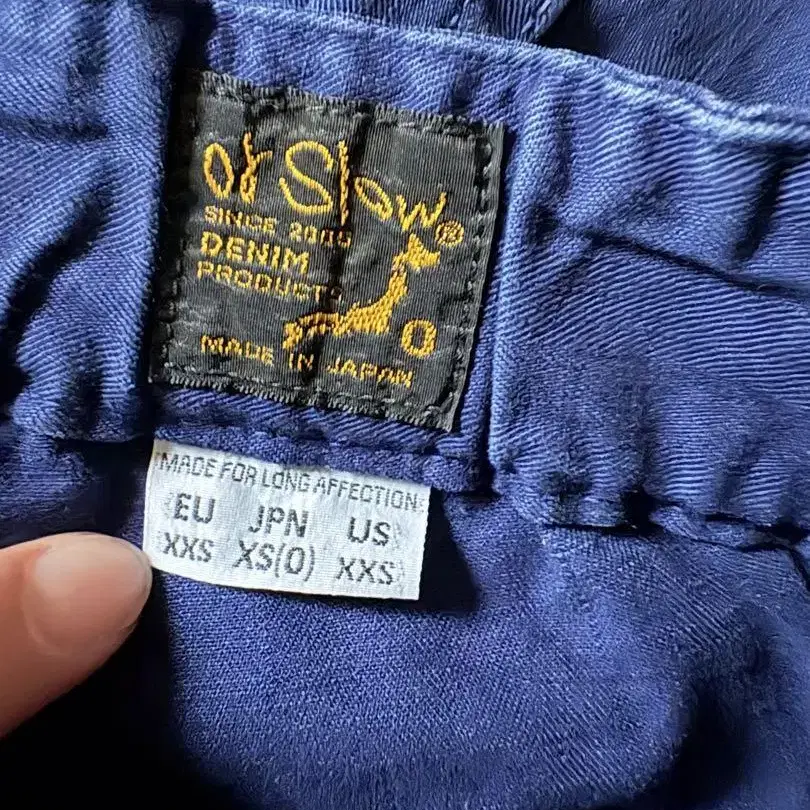 or Slow®
SINCE 2005
DENIM
PRODUCTS
0
MADE IN JAPAN
MADE FOR LONG AFFECTION
EU JPN US
XXS XS(0) XXS